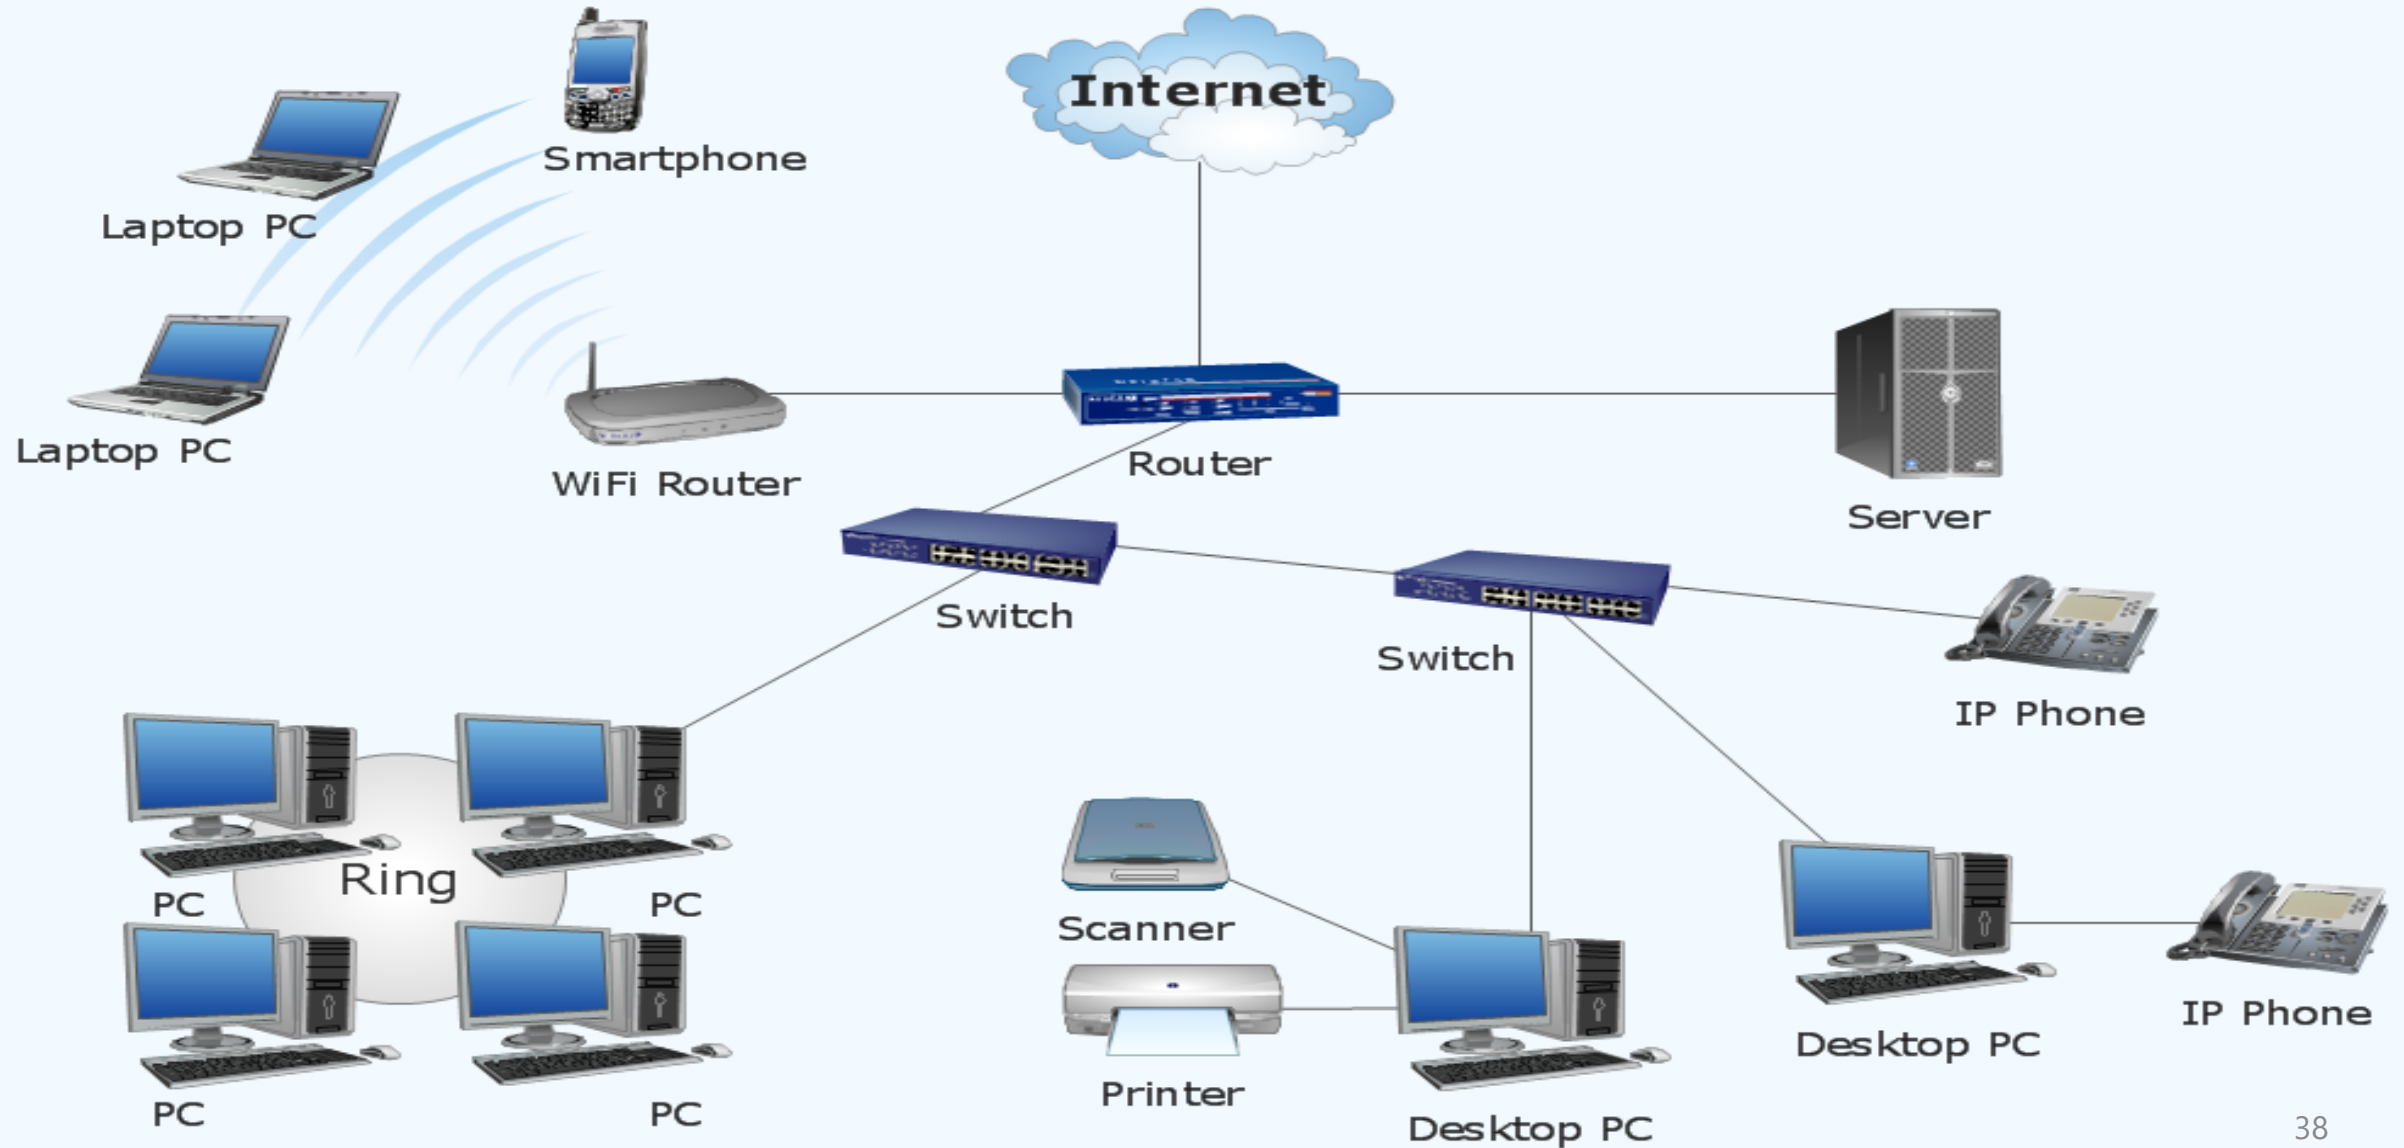 Internet
Smartphone
Laptop PC
Laptop PC
WiFi Router
Router
Server
Switch
Switch
IP Phone
Ring
PC
PC
PC
PC
Scanner
Printer
Desktop PC
Desktop PC
IP Phone
38